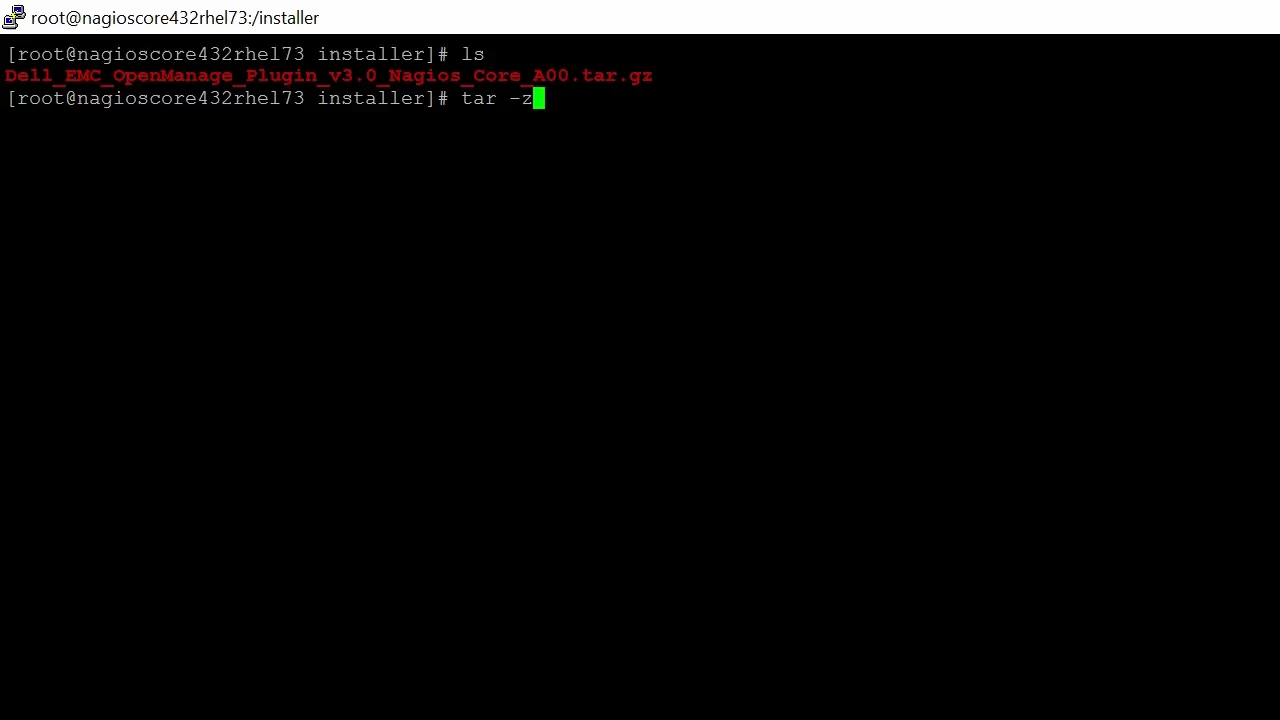 root@nagioscore432rhel73:/installer
[root@nagioscore432rhel73 installer]# ls
Dell_EMC_OpenManage_Plugin_v3.0_Nagios_Core_A00.tar.gz
[root@nagioscore432rhel73 installer]# tar -z